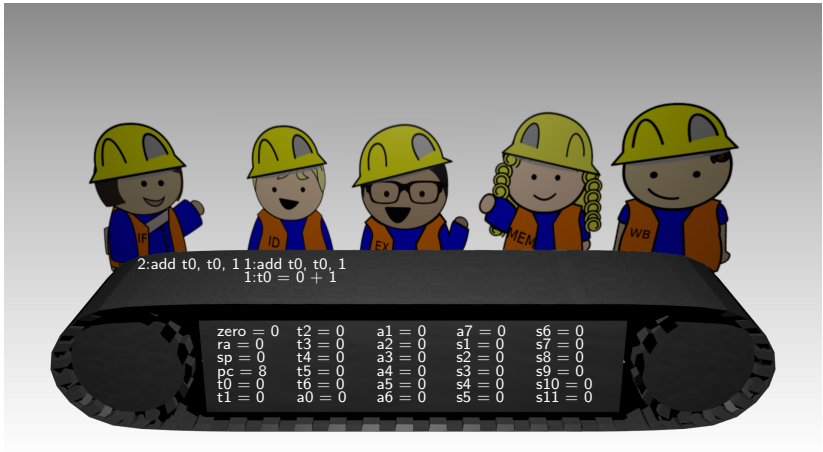 IF
ID
EX
MEM
WB
2:add t0, t0, 1 1:add t0, t0, 1
1:t0 = 0 + 1
zero = 0 t2 = 0 a1 = 0 a7 = 0 s6 = 0
ra = 0 t3 = 0 a2 = 0 s1 = 0 s7 = 0
sp = 0 t4 = 0 a3 = 0 s2 = 0 s8 = 0
pc = 8 t5 = 0 a4 = 0 s3 = 0 s9 = 0
t0 = 0 t6 = 0 a5 = 0 s4 = 0 s10 = 0
t1 = 0 a0 = 0 a6 = 0 s5 = 0 s11 = 0